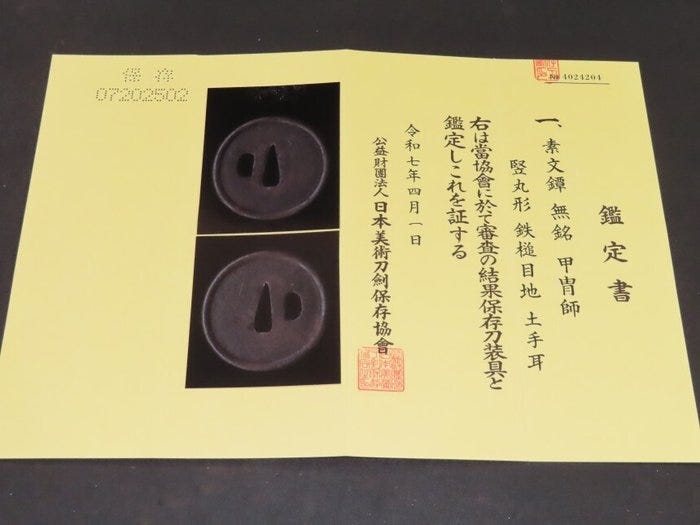 № 4024204
鑑定書
一、素文鐔 無銘 甲冑師
竪丸形 鉄槌目地 土手耳
右は當協會に於て審査の結果保存刀装具と
鑑定しこれを証する
令和七年四月一日
公益財團法人 日本美術刀劍保存協會
保存
07202502